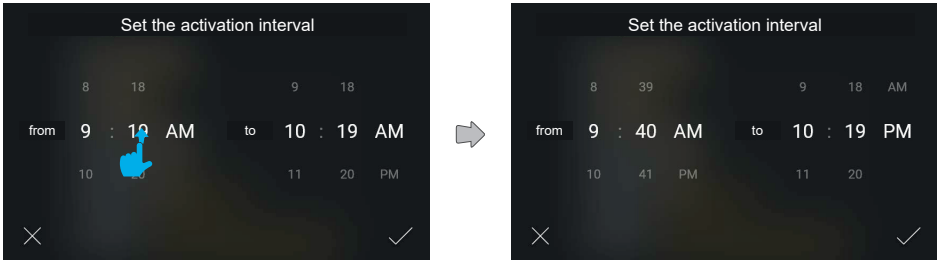 Set the activation interval
8 18 9 18
from 9 : 19 AM to 10 : 19 AM
10 20 11 20 PM
Set the activation interval
8 39 9 18 AM
from 9 : 40 AM to 10 : 19 PM
10 41 PM 11 20